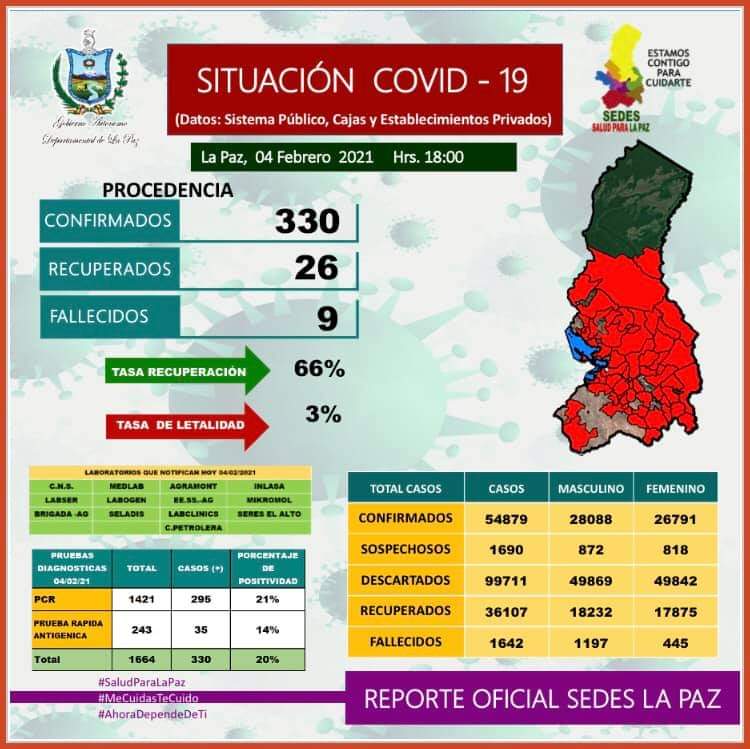 Gobierno Autónomo
Departamental de La Paz
SITUACIÓN COVID - 19
(Datos: Sistema Público, Cajas y Establecimientos Privados)
ESTAMOS
CONTIGO
PARA
CUIDARTE
SEDES
SALUD PARA LA PAZ
La Paz, 04 Febrero 2021 Hrs. 18:00
PROCEDENCIA
CONFIRMADOS 330
RECUPERADOS 26
FALLECIDOS 9
TASA RECUPERACIÓN 66%
TASA DE LETALIDAD 3%
LABORATORIOS QUE NOTIFICAN HOY 04/02/2021
C.N.S. MEDLAB AGRAMONT INLASA
LABSER LABOGEN EE.SS.-AG MIKROMOL
BRIGADA -AG SELADIS LABCLINICS SERES EL ALTO
C.PETROLERA
PRUEBAS DIAGNOSTICAS 04/02/21 TOTAL CASOS (+) PORCENTAJE DE POSITIVIDAD
PCR 1421 295 21%
PRUEBA RAPIDA ANTIGENICA 243 35 14%
Total 1664 330 20%
TOTAL CASOS CASOS MASCULINO FEMENINO
CONFIRMADOS 54879 28088 26791
SOSPECHOSOS 1690 872 818
DESCARTADOS 99711 49869 49842
RECUPERADOS 36107 18232 17875
FALLECIDOS 1642 1197 445
#SaludParaLaPaz
#MeCuidasTeCuido
#AhoraDependeDeTi
REPORTE OFICIAL SEDES LA PAZ